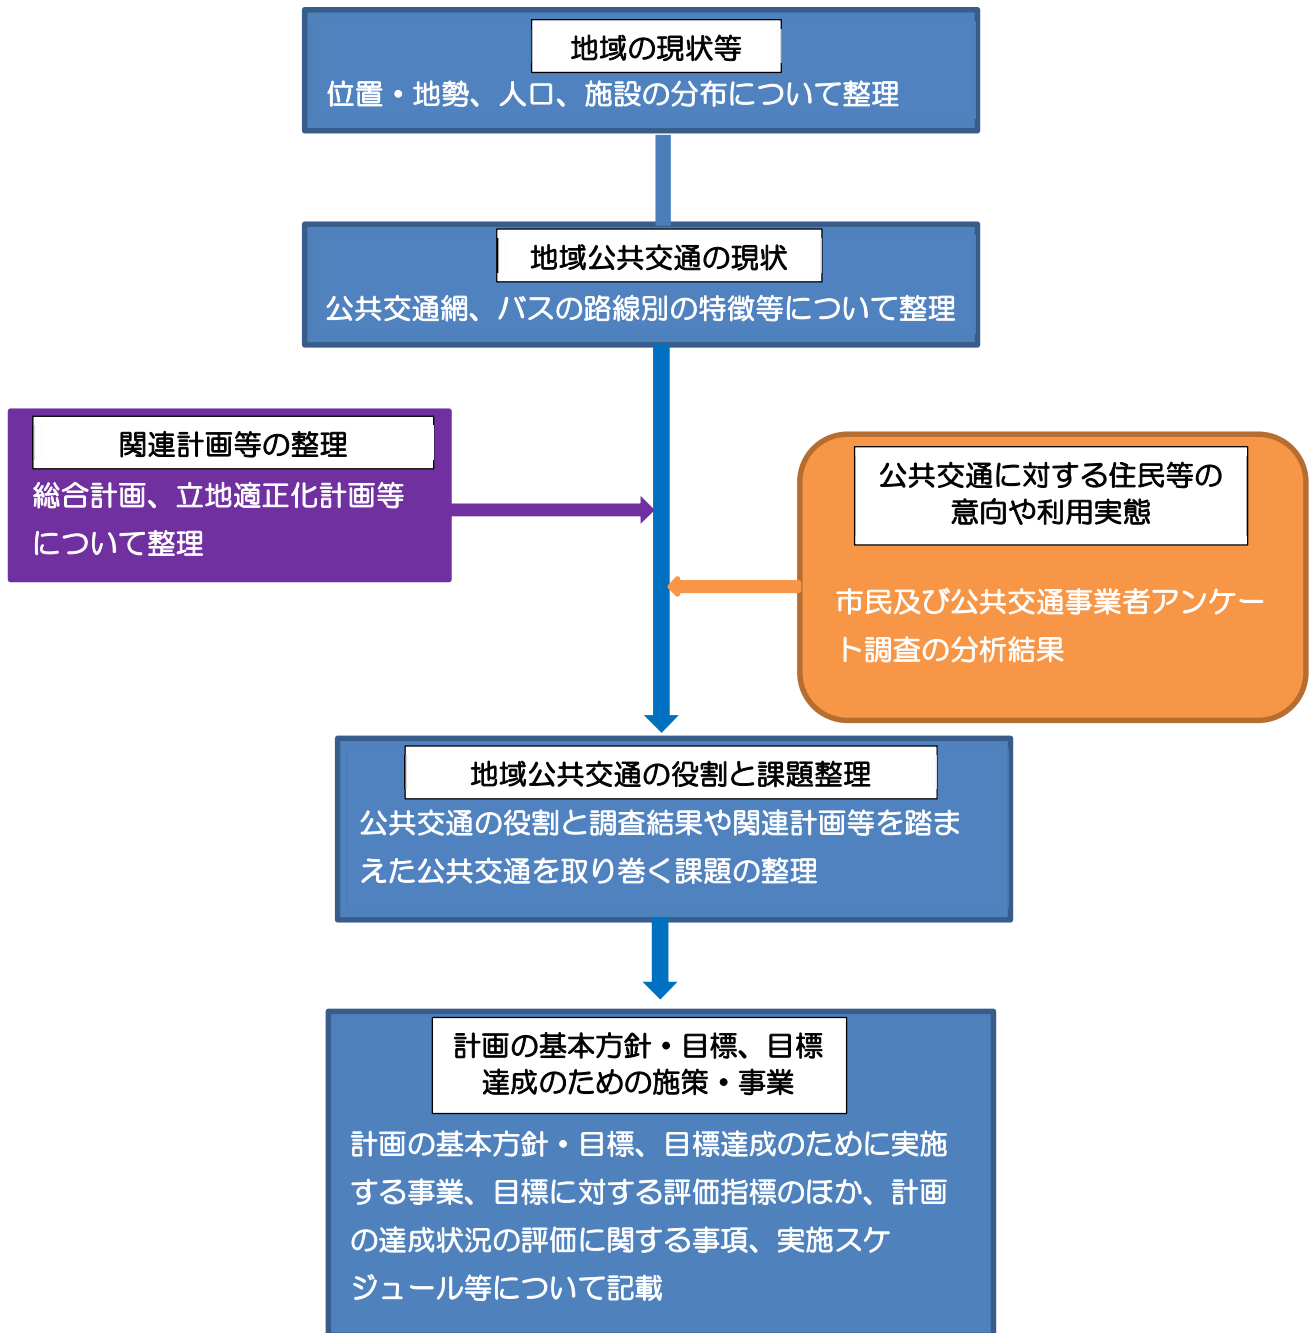 地域の現状等
位置・地勢、人口、施設の分布について整理
地域公共交通の現状
公共交通網、バスの路線別の特徴等について整理
関連計画等の整理
総合計画、立地適正化計画等
について整理
公共交通に対する住民等の
意向や利用実態
市民及び公共交通事業者アンケー
ト調査の分析結果
地域公共交通の役割と課題整理
公共交通の役割と調査結果や関連計画等を踏ま
えた公共交通を取り巻く課題の整理
計画の基本方針・目標、目標
達成のための施策・事業
計画の基本方針・目標、目標達成のために実施
する事業、目標に対する評価指標のほか、計画
の達成状況の評価に関する事項、実施スケ
ジュール等について記載